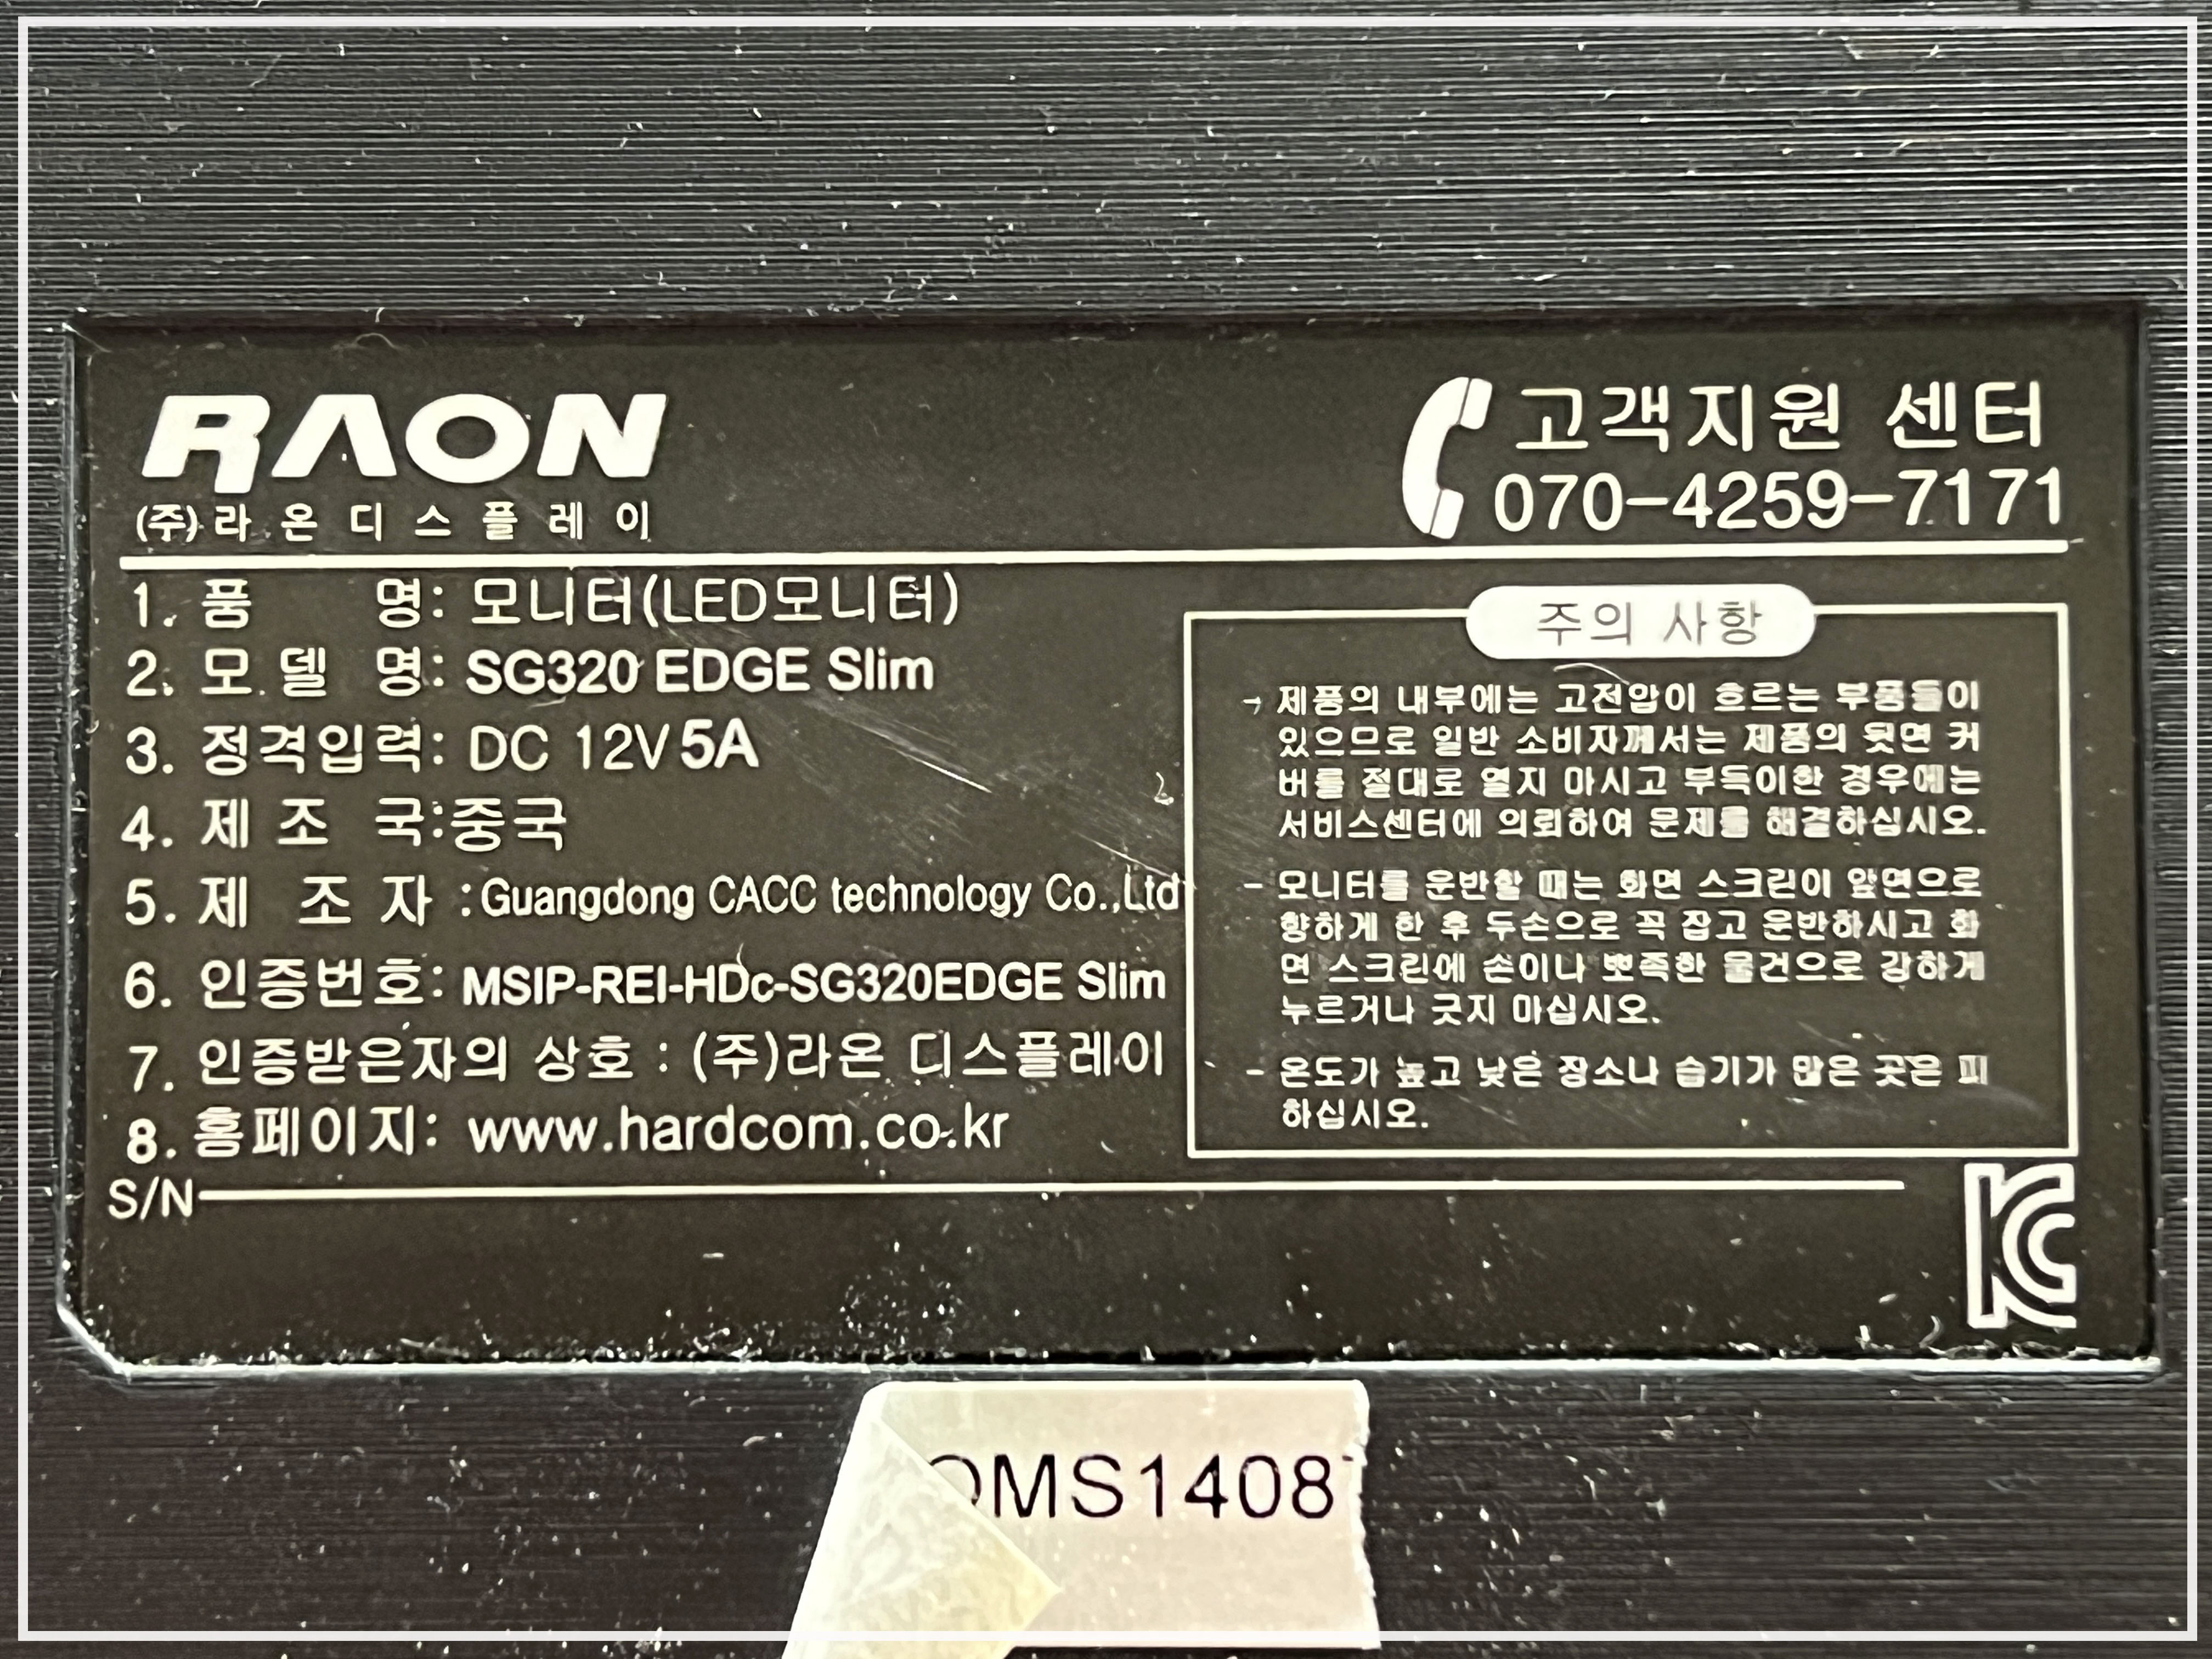 RAON
(주)라온디스플레이
고객지원 센터
070-4259-7171
1. 품 명: 모니터(LED모니터)
2. 모 델 명: SG320 EDGE Slim
3. 정격입력: DC 12V 5A
4. 제 조 국:중국
5. 제 조 자 :Guangdong CACC technology Co.,Ltd
6. 인증번호: MSIP-REI-HDc-SG320EDGE Slim
7. 인증받은자의 상호 : (주)라온 디스플레이
8. 홈페이지: www.hardcom.co.kr
S/N
주의 사항
- 제품의 내부에는 고전압이 흐르는 부품들이
있으므로 일반 소비자께서는 제품의 뒷면 커
버를 절대로 열지 마시고 부득이한 경우에는
서비스센터에 의뢰하여 문제를 해결하십시오.
- 모니터를 운반할 때는 화면 스크린이 앞면으로
향하게 한 후 두손으로 꼭 잡고 운반하시고 화
면 스크린에 손이나 뾰족한 물건으로 강하게
누르거나 긋지 마십시오.
- 온도가 높고 낮은 장소나 습기가 많은 곳은 피
하십시오.
KC
MS1408